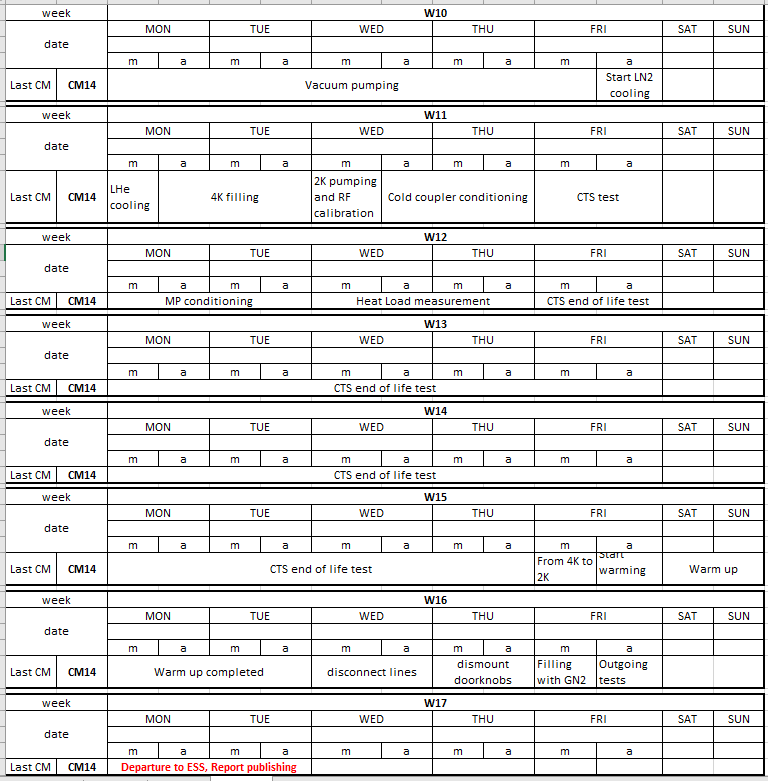 week W10
MON TUE WED THU FRI SAT SUN
date
m a m a m a m a m a
Last CM CM14 Vacuum pumping Start LN2 cooling
week W11
MON TUE WED THU FRI SAT SUN
date
m a m a m a m a m a
Last CM CM14 LHe cooling 4K filling 2K pumping and RF calibration Cold coupler conditioning CTS test
week W12
MON TUE WED THU FRI SAT SUN
date
m a m a m a m a m a
Last CM CM14 MP conditioning Heat Load measurement CTS end of life test
week W13
MON TUE WED THU FRI SAT SUN
date
m a m a m a m a m a
Last CM CM14 CTS end of life test
week W14
MON TUE WED THU FRI SAT SUN
date
m a m a m a m a m a
Last CM CM14 CTS end of life test
week W15
MON TUE WED THU FRI SAT SUN
date
m a m a m a m a m a
Last CM CM14 CTS end of life test From 4K to 2K Start warming Warm up
week W16
MON TUE WED THU FRI SAT SUN
date
m a m a m a m a m a
Last CM CM14 Warm up completed disconnect lines dismount doorknobs Filling with GN2 Outgoing tests
week W17
MON TUE WED THU FRI SAT SUN
date
m a m a m a m a m a
Last CM CM14 Departure to ESS, Report publishing